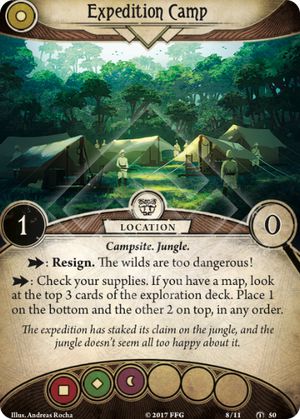 Expedition Camp
1
0
LOCATION
Campsite. Jungle.
: Resign. The wilds are too dangerous!
: Check your supplies. If you have a map, look
at the top 3 cards of the exploration deck. Place 1
on the bottom and the other 2 on top, in any order.
The expedition has staked its claim on the jungle, and the
jungle doesn't seem all too happy about it.
Illus. Andreas Rocha
© 2017 FFG
8/11
50